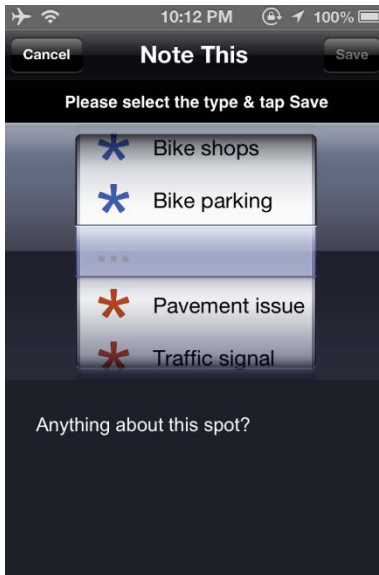 10:12 PM 100%
Cancel Note This Save
Please select the type & tap Save
Bike shops
Bike parking
...
Pavement issue
Traffic signal
Anything about this spot?